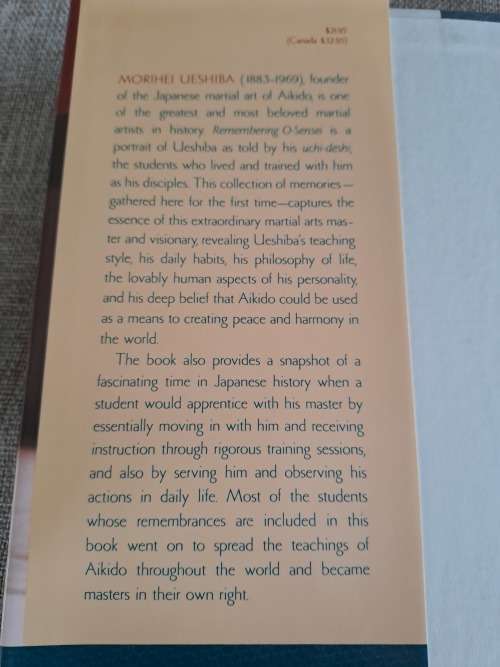 $21.95
(Canada $32.95)
MORIHEI UESHIBA (1883–1969), founder
of the Japanese martial art of Aikido, is one
of the greatest and most beloved martial
artists in history. Remembering O-Sensei is a
portrait of Ueshiba as told by his uchi-deshi,
the students who lived and trained with him
as his disciples. This collection of memories—
gathered here for the first time—captures the
essence of this extraordinary martial arts mas-
ter and visionary, revealing Ueshiba's teaching
style, his daily habits, his philosophy of life,
the lovably human aspects of his personality,
and his deep belief that Aikido could be used
as a means to creating peace and harmony in
the world.
The book also provides a snapshot of a
fascinating time in Japanese history when a
student would apprentice with his master by
essentially moving in with him and receiving
instruction through rigorous training sessions,
and also by serving him and observing his
actions in daily life. Most of the students
whose remembrances are included in this
book went on to spread the teachings of
Aikido throughout the world and became
masters in their own right.